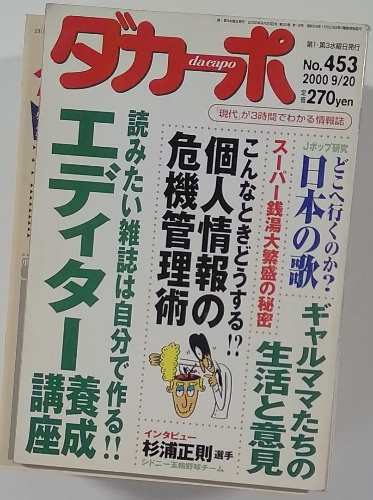 ダカーポ
da capo
第1・第3水曜日発行
No.453
2000 9/20
定価270yen
「現代」が3時間でわかる情報誌
Jポップ研究
どこへ行くのか?
日本の歌
スーパー銭湯大繁盛の秘密
ギャルママたちの
生活と意見
こんなときどうする!?
個人情報の
危機管理術
読みたい雑誌は自分で作る!!
エディター
養成
講座
インタビュー
杉浦正則選手
シドニー五輪野球チーム